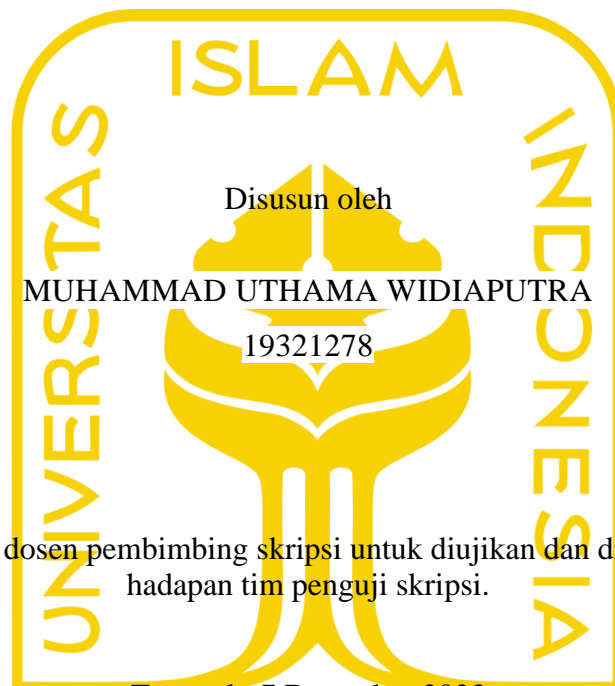 ISLAM
UNIVERSITAS
INDONESIA
Disusun oleh
MUHAMMAD UTHAMA WIDIAPUTRA
19321278
dosen pembimbing skripsi untuk diujikan dan
hadapan tim penguji skripsi.